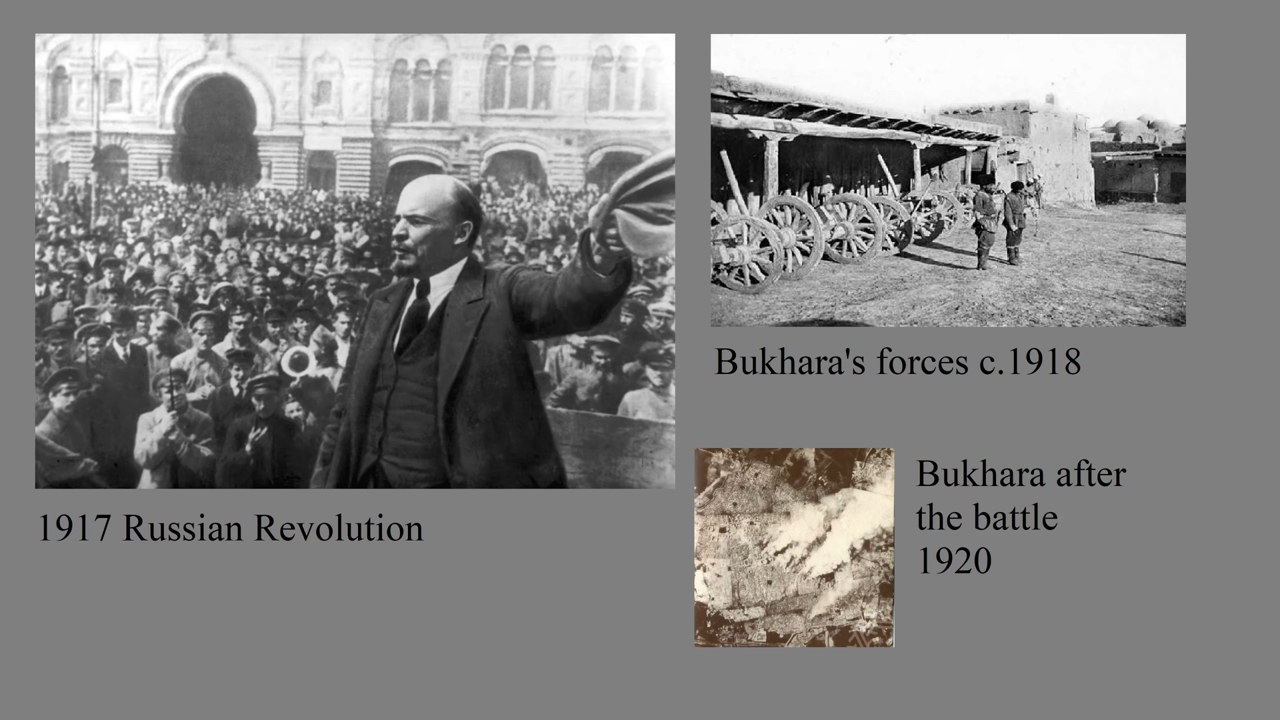 Bukhara's forces c.1918
Bukhara after
the battle
1920
1917 Russian Revolution